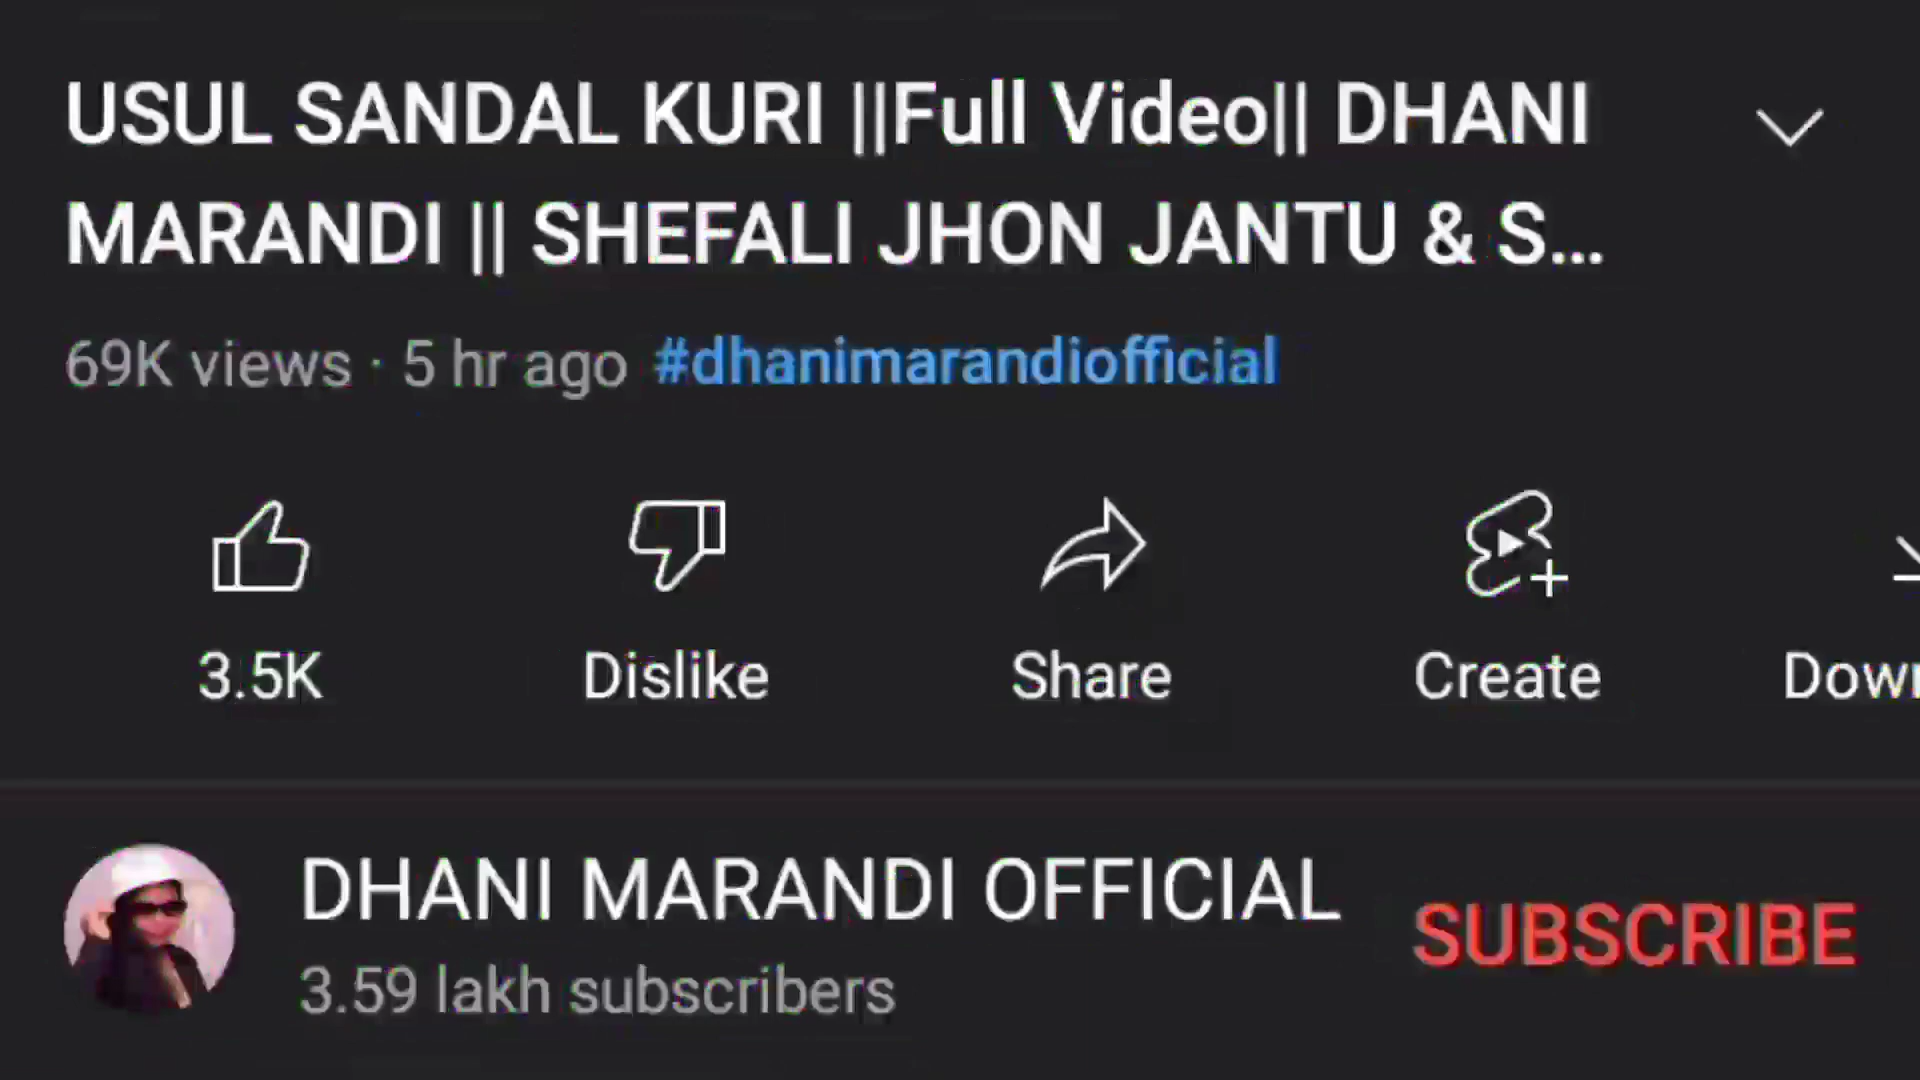 USUL SANDAL KURI ||Full Video|| DHANI
MARANDI || SHEFALI JHON JANTU & S...
69K views · 5 hr ago #dhanimarandiofficial
3.5K Dislike Share Create Down
DHANI MARANDI OFFICIAL
SUBSCRIBE
3.59 lakh subscribers